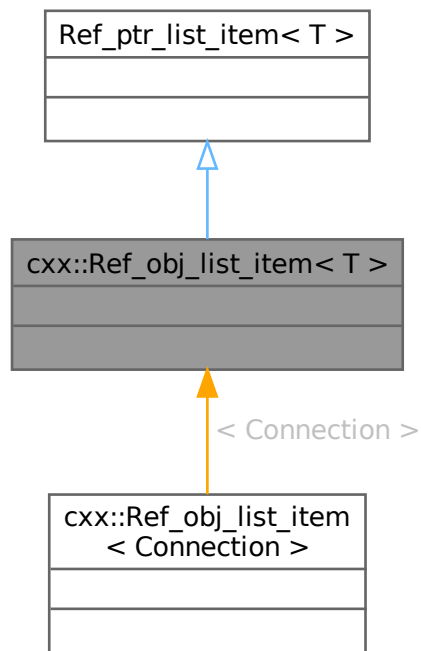 Ref_ptr_list_item< T >
cxx::Ref_obj_list_item< T >
< Connection >
cxx::Ref_obj_list_item
< Connection >